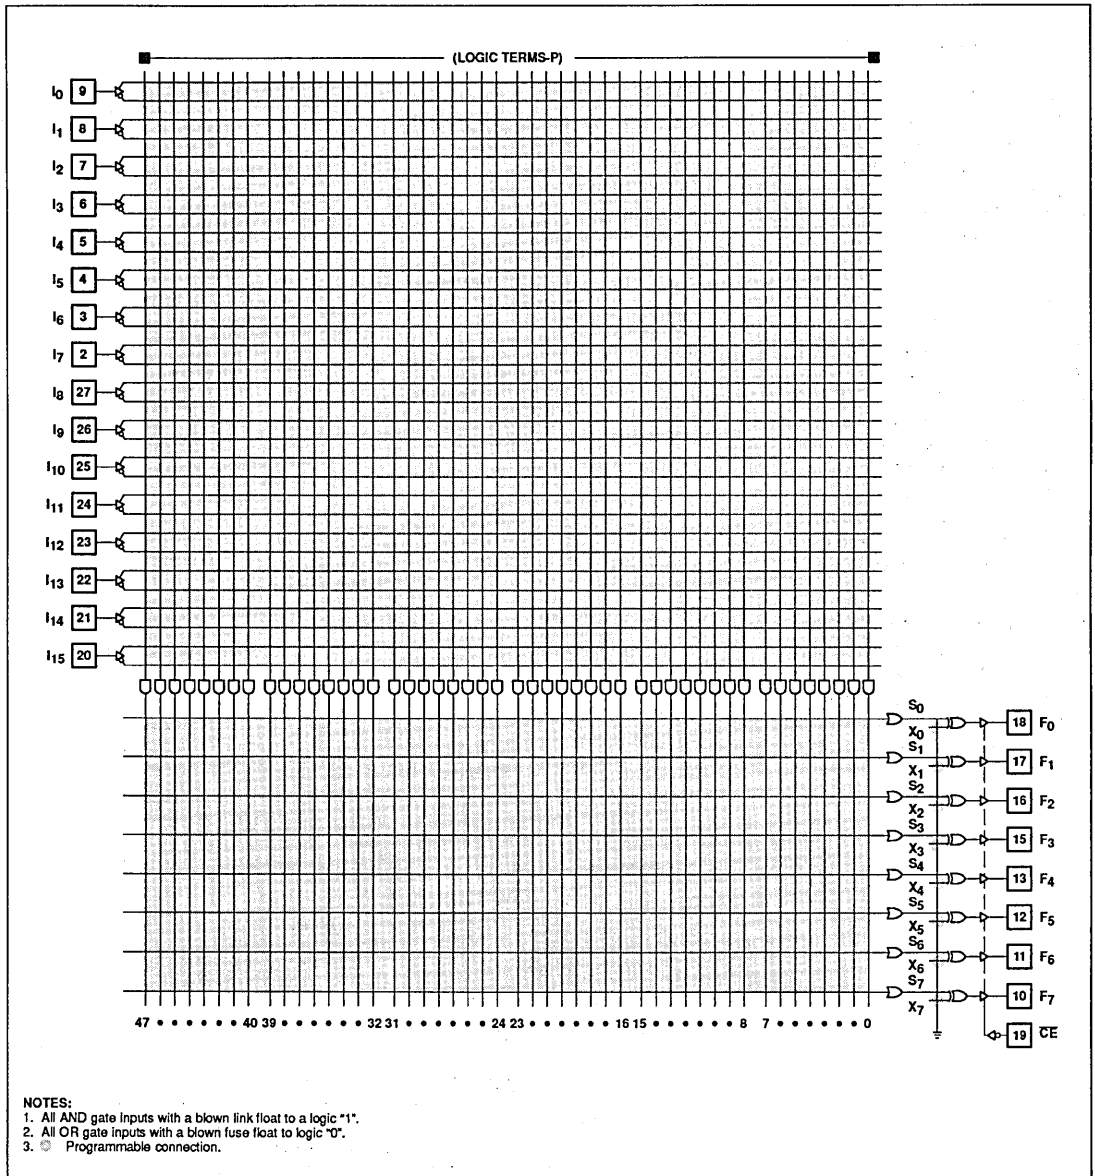 (LOGIC TERMS-P)
I0 9
I1 8
I2 7
I3 6
I4 5
I5 4
I6 3
I7 2
I8 27
I9 26
I10 25
I11 24
I12 23
I13 22
I14 21
I15 20
S0
X0 18 F0
S1
X1 17 F1
S2
X2 16 F2
S3
X3 15 F3
S4
X4 13 F4
S5
X5 12 F5
S6
X6 11 F6
S7
X7 10 F7
47 • • • • • • 40 39 • • • • • • 32 31 • • • • • • 24 23 • • • • • • 16 15 • • • • • • 8 7 • • • • • • 0
19 C̅E̅
NOTES:
1. All AND gate inputs with a blown link float to a logic "1".
2. All OR gate inputs with a blown fuse float to logic "0".
3. Programmable connection.